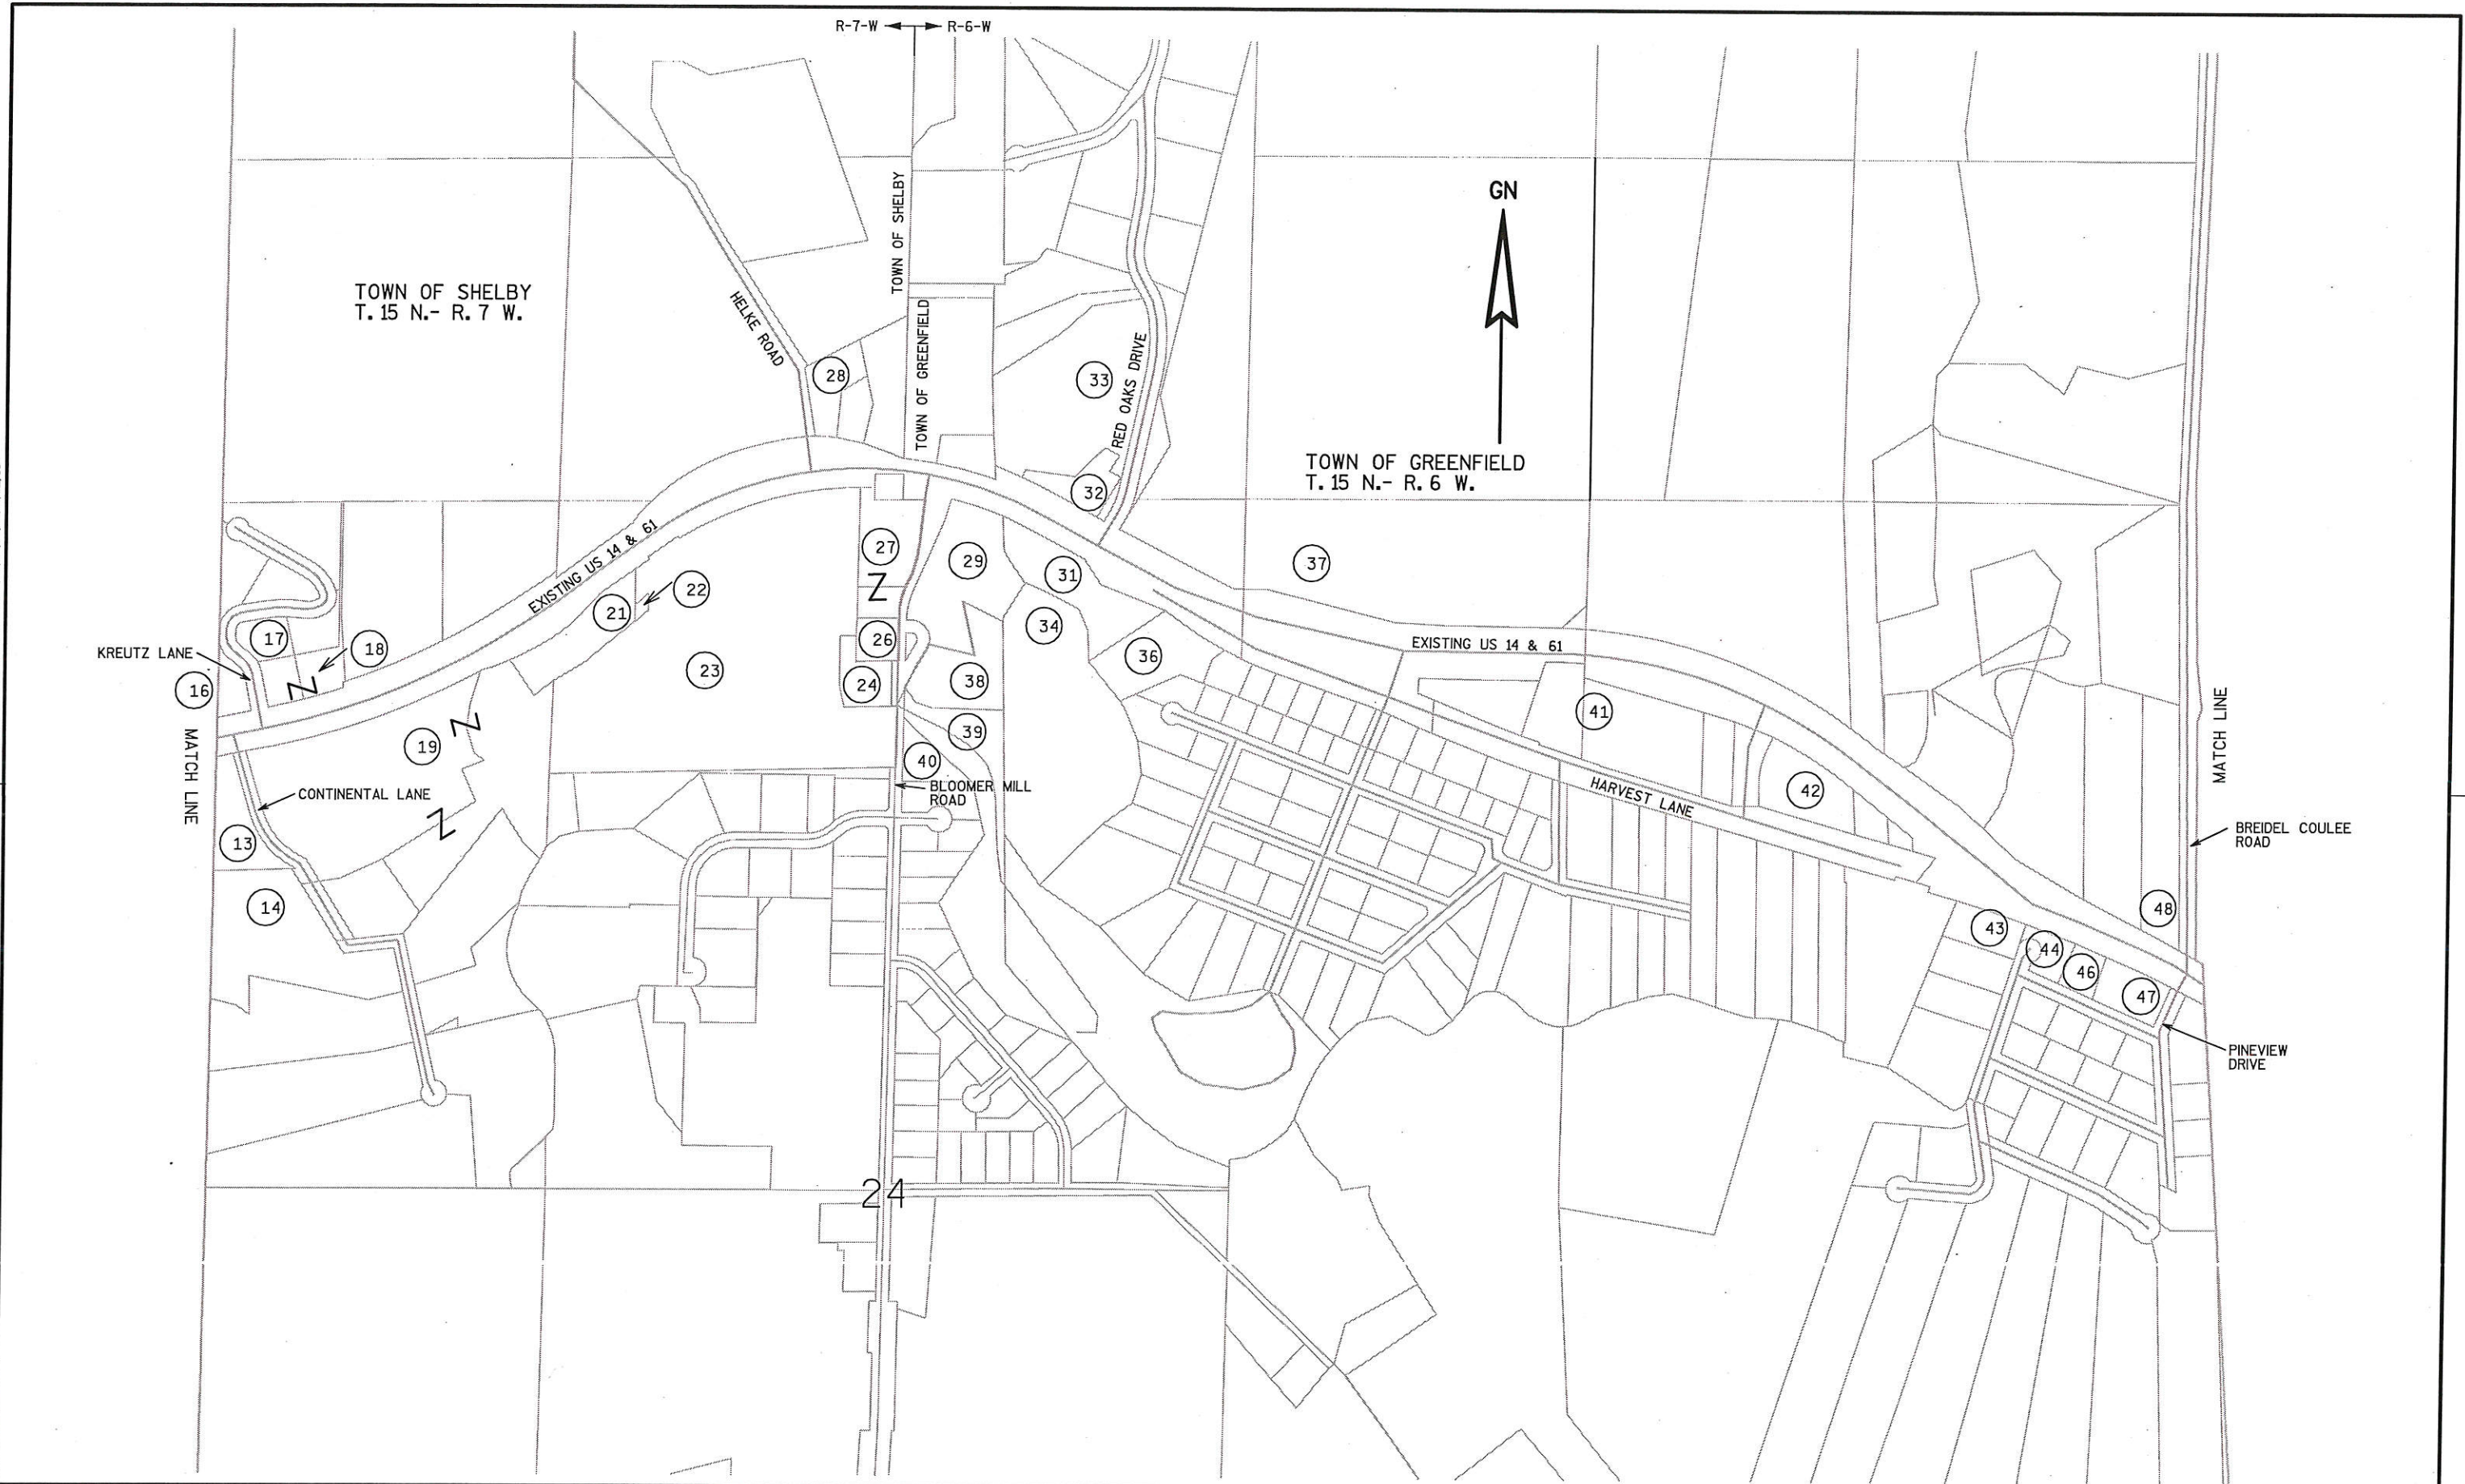 R-7-W R-6-W
TOWN OF SHELBY
T. 15 N.- R. 7 W.
HELKE ROAD
TOWN OF SHELBY
TOWN OF GREENFIELD
RED OAKS DRIVE
GN
TOWN OF GREENFIELD
T. 15 N.- R. 6 W.
28
33
32
27
Z
29
31
37
EXISTING US 14 & 61
22
21
26
34
17
18
Z
KREUTZ LANE
16
23
24
38
36
EXISTING US 14 & 61
MATCH LINE
19
Z
39
40
41
MATCH LINE
CONTINENTAL LANE
BLOOMER MILL
ROAD
HARVEST LANE
42
Z
13
14
BREIDEL COULEE
ROAD
48
43
44
46
47
PINEVIEW
DRIVE
24